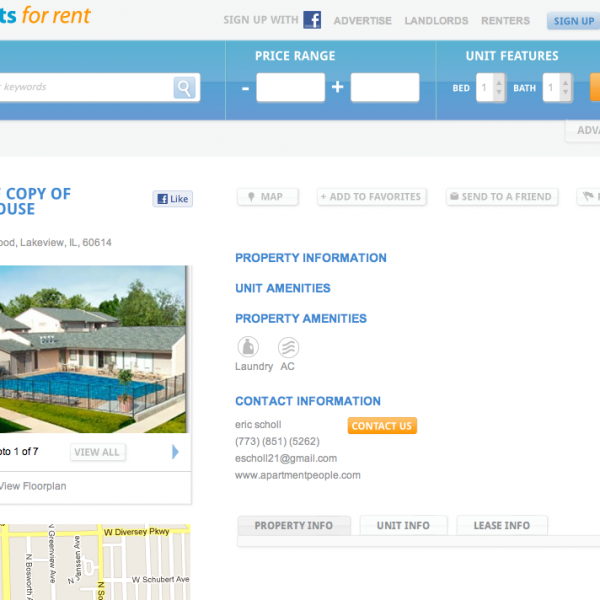 ts for rent
SIGN UP WITH f ADVERTISE LANDLORDS RENTERS SIGN UP
keywords
PRICE RANGE
- +
UNIT FEATURES
BED 1 BATH 1
ADVA
COPY OF
OUSE
f Like
MAP + ADD TO FAVORITES SEND TO A FRIEND
ood, Lakeview, IL, 60614
PROPERTY INFORMATION
UNIT AMENITIES
PROPERTY AMENITIES
Laundry AC
CONTACT INFORMATION
eric scholl CONTACT US
(773) (851) (5262)
escholl21@gmail.com
www.apartmentpeople.com
oto 1 of 7 VIEW ALL
View Floorplan
PROPERTY INFO UNIT INFO LEASE INFO
W Diversey Pkwy
N Greenview Ave
N Bosworth A
N So
W Schubert Ave